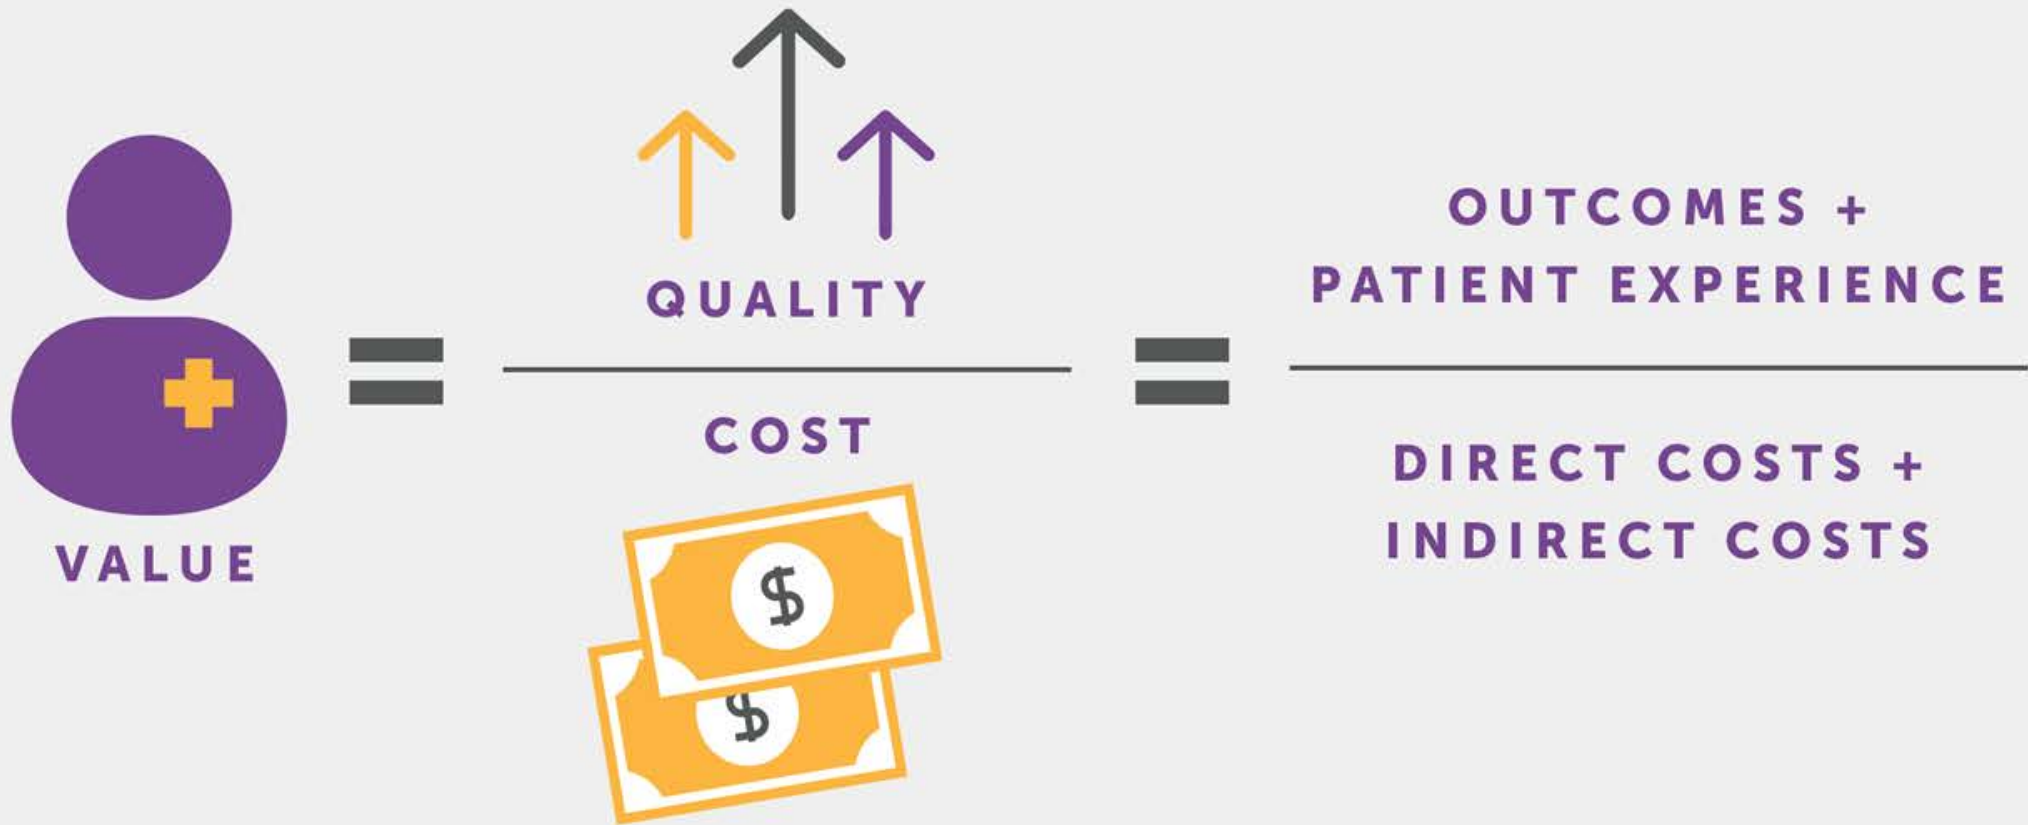 VALUE
=
QUALITY
COST
$
$
=
OUTCOMES +
PATIENT EXPERIENCE
DIRECT COSTS +
INDIRECT COSTS